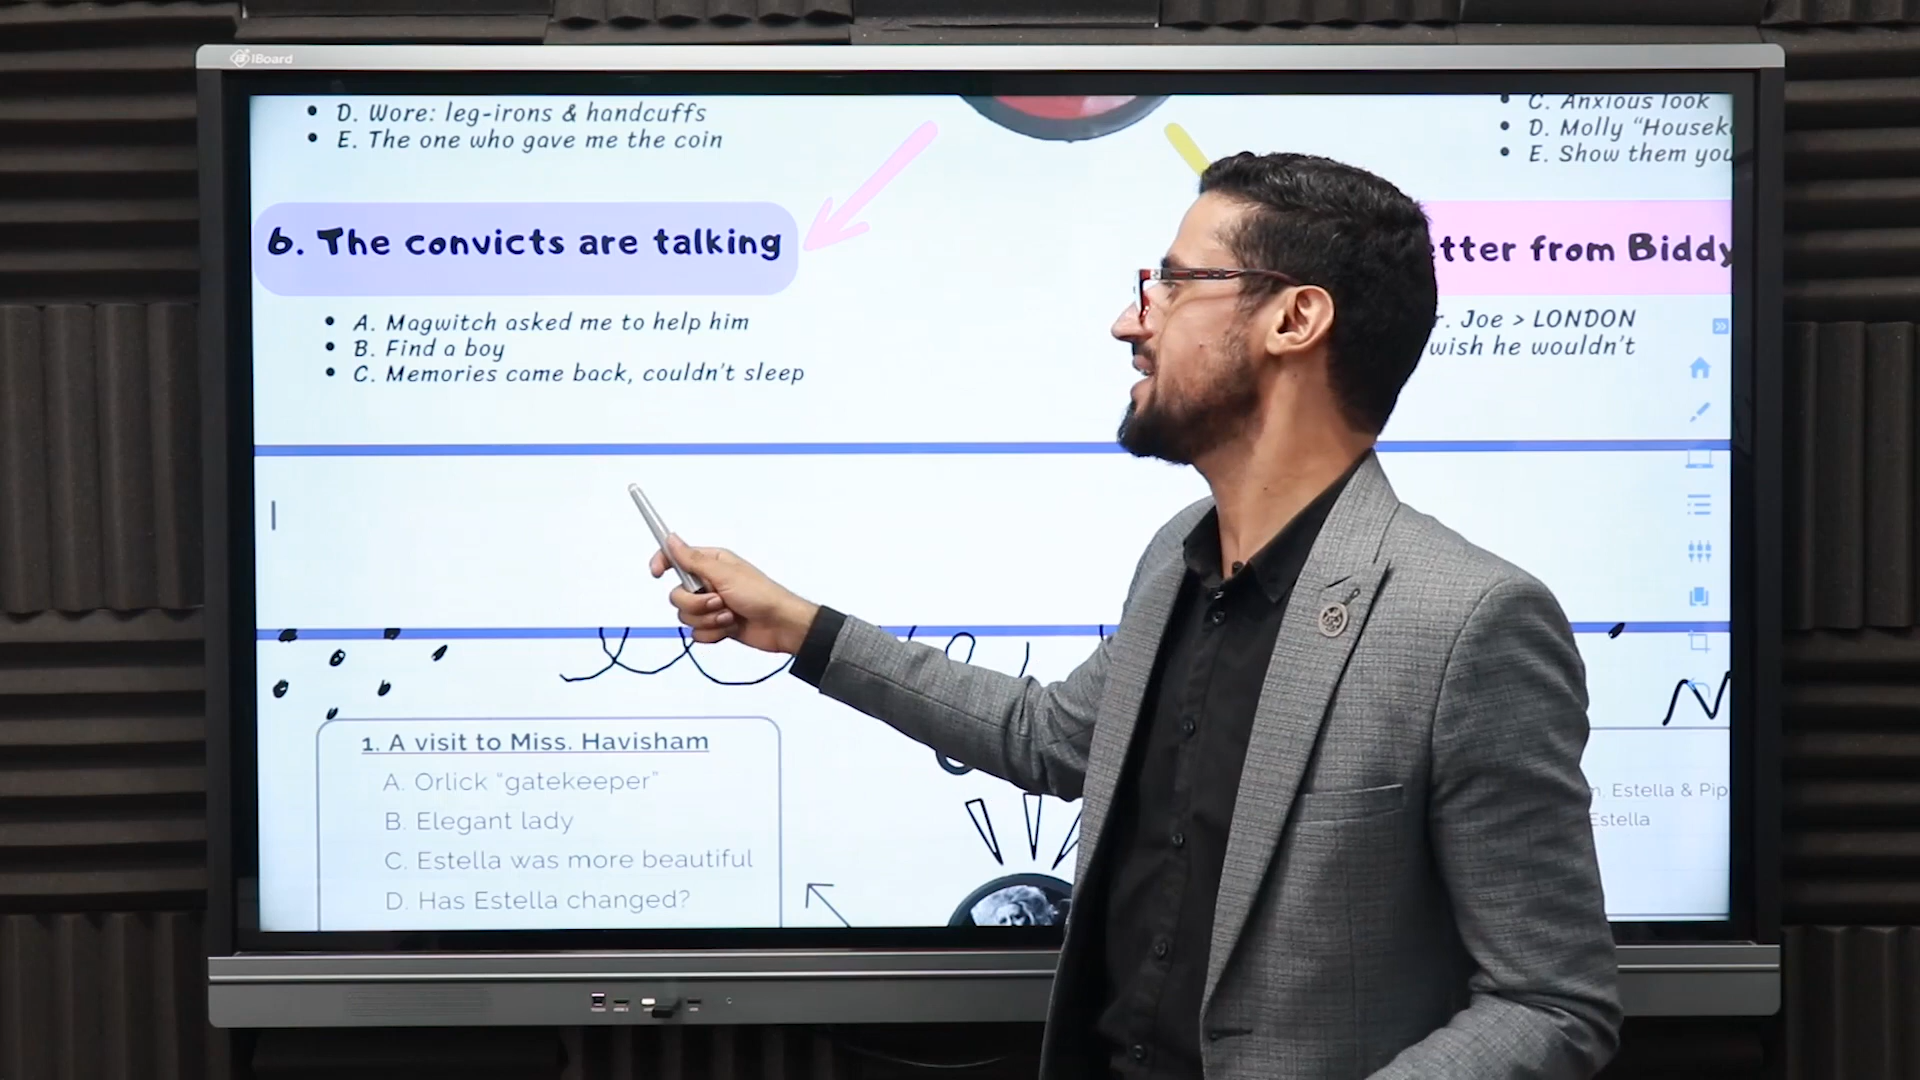 IBoard
D. Wore: leg-irons & handcuffs
E. The one who gave me the coin
C. Anxious look
D. Molly “Housek
E. Show them you
6. The convicts are talking
A. Magwitch asked me to help him
B. Find a boy
C. Memories came back, couldn't sleep
etter from Biddy
r. Joe > LONDON
wish he wouldn't
1. A visit to Miss. Havisham
A. Orlick “gatekeeper”
B. Elegant lady
C. Estella was more beautiful
D. Has Estella changed?
Estella & Pip
Estella